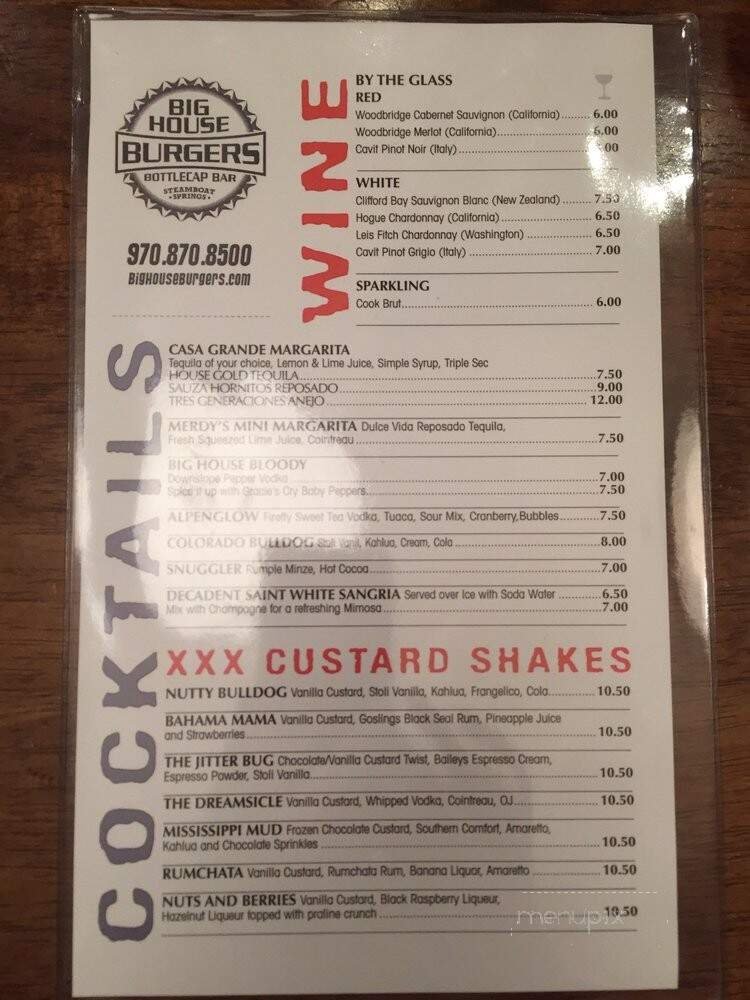 BIG
HOUSE
BURGERS
BOTTLECAP BAR
STEAMBOAT
SPRINGS
970.870.8500
BIGHOUSEBURGERS.COM
WINE
BY THE GLASS
RED
Woodbridge Cabernet Sauvignon (California) ........ 6.00
Woodbridge Merlot (California)........................ 6.00
Cavit Pinot Noir (Italy) .................................... .00
WHITE
Clifford Bay Sauvignon Blanc (New Zealand) ........ 7.50
Hogue Chardonnay (California) ........................ 6.50
Leis Fitch Chardonnay (Washington) .................. 6.50
Cavit Pinot Grigio (Italy) ................................. 7.00
SPARKLING
Cook Brut...................................................... 6.00
COCKTAILS
CASA GRANDE MARGARITA
Tequila of your choice, Lemon & Lime Juice, Simple Syrup, Triple Sec
HOUSE GOLD TEQUILA.................................... 7.50
SAUZA HORNITOS REPOSADO........................... 9.00
TRES GENERACIONES ANEJO ........................... 12.00
MERDY'S MINI MARGARITA Dulce Vida Reposado Tequila,
Fresh Squeezed Lime Juice, Cointreau .................. 7.50
BIG HOUSE BLOODY
Downslope Pepper Vodka................................. 7.00
Spice it up with Gracie's Cry Baby Peppers............ 7.50
ALPENGLOW Firefly Sweet Tea Vodka, Tuaca, Sour Mix, Cranberry,Bubbles............7.50
COLORADO BULLDOG Stoli Vanil, Kahlua, Cream, Cola ........................ 8.00
SNUGGLER Rumple Minze, Hot Cocoa........................ 7.00
DECADENT SAINT WHITE SANGRIA Served over Ice with Soda Water ............6.50
Mix with Champagne for a refreshing Mimosa........................7.00
XXX CUSTARD SHAKES
NUTTY BULLDOG Vanilla Custard, Stoli Vanilla, Kahlua, Frangelico, Cola............ 10.50
BAHAMA MAMA Vanilla Custard, Goslings Black Seal Rum, Pineapple Juice
and Strawberries........................ 10.50
THE JITTER BUG Chocolate/Vanilla Custard Twist, Baileys Espresso Cream,
Espresso Powder, Stoli Vanilla........................ 10.50
THE DREAMSICLE Vanilla Custard, Whipped Vodka, Cointreau, OJ..................... 10.50
MISSISSIPPI MUD Frozen Chocolate Custard, Southern Comfort, Amaretto,
Kahlua and Chocolate Sprinkles ........................ 10.50
RUMCHATA Vanilla Custard, Rumchata Rum, Banana Liquor, Amaretto .................. 10.50
NUTS AND BERRIES Vanilla Custard, Black Raspberry Liqueur,
Hazelnut Liqueur topped with praline crunch ........................ 10.50
menupix